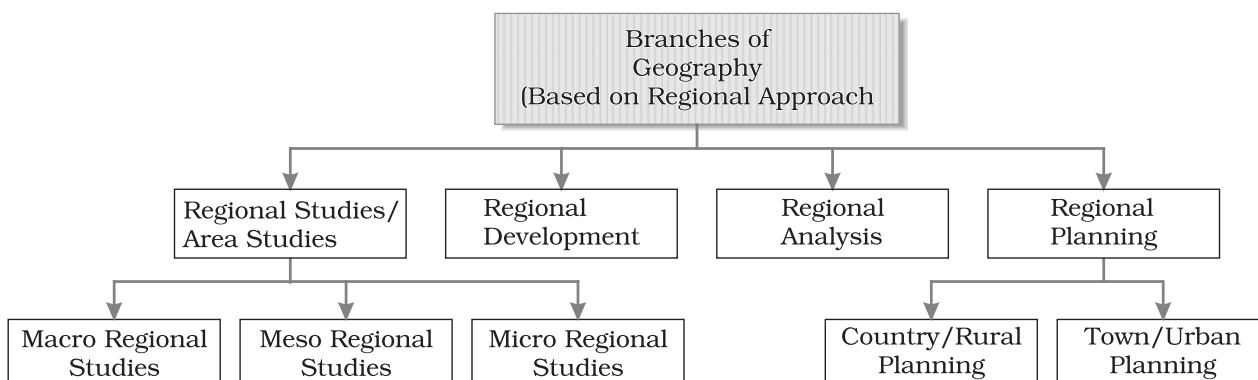 Branches of
Geography
(Based on Regional Approach
Regional Studies/
Area Studies
Regional
Development
Regional
Analysis
Regional
Planning
Macro Regional
Studies
Meso Regional
Studies
Micro Regional
Studies
Country/Rural
Planning
Town/Urban
Planning